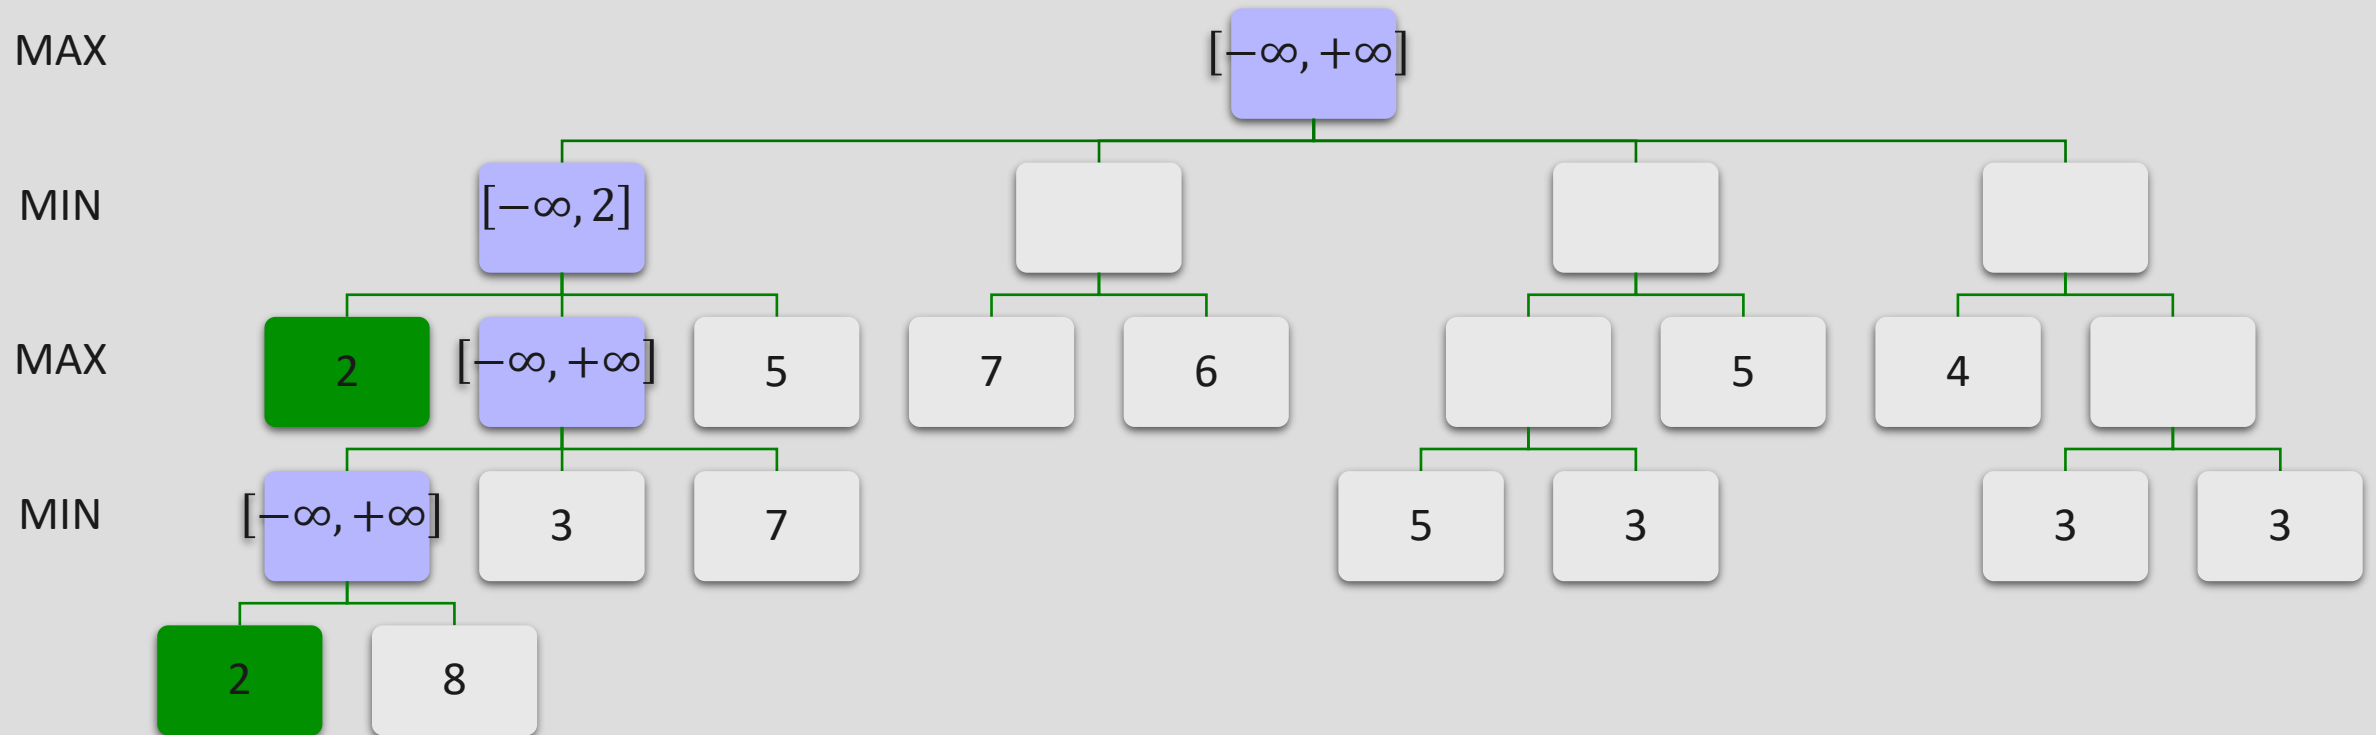 MAX [−∞, +∞]
MIN [−∞, 2]
MAX 2 [−∞, +∞] 5 7 6 5 4
MIN [−∞, +∞] 3 7 5 3 3 3
2 8